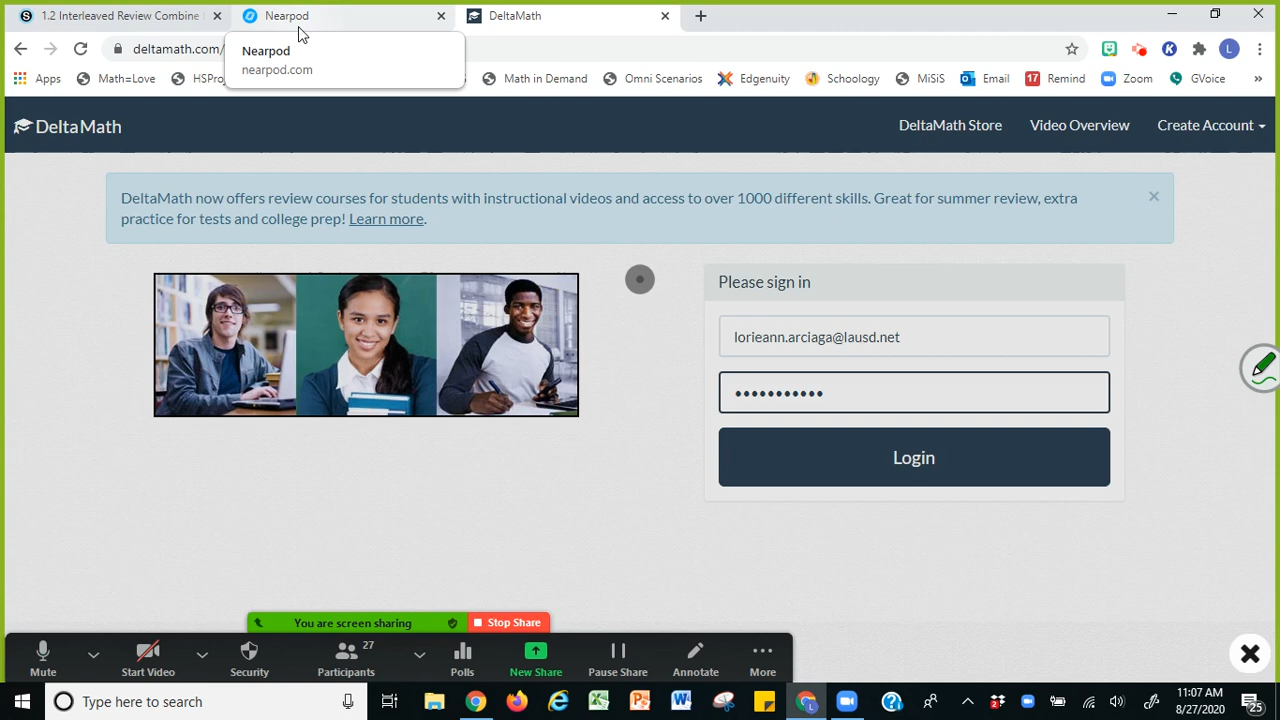 1.2 Interleaved Review Combine
Nearpod
DeltaMath
deltamath.com/
Nearpod
nearpod.com
Apps
Math=Love
HSProj
Math in Demand
Omni Scenarios
Edgenuity
Schoology
MiSiS
Email
17
Remind
Zoom
GVoice
»
L
DeltaMath
DeltaMath Store
Video Overview
Create Account
DeltaMath now offers review courses for students with instructional videos and access to over 1000 different skills. Great for summer review, extra
practice for tests and college prep! Learn more.
Please sign in
lorieann.arciaga@lausd.net
•••••••••••
Login
You are screen sharing
Stop Share
Mute
Start Video
Security
27
Participants
Polls
New Share
Pause Share
Annotate
More
Type here to search
11:07 AM
8/27/2020
25